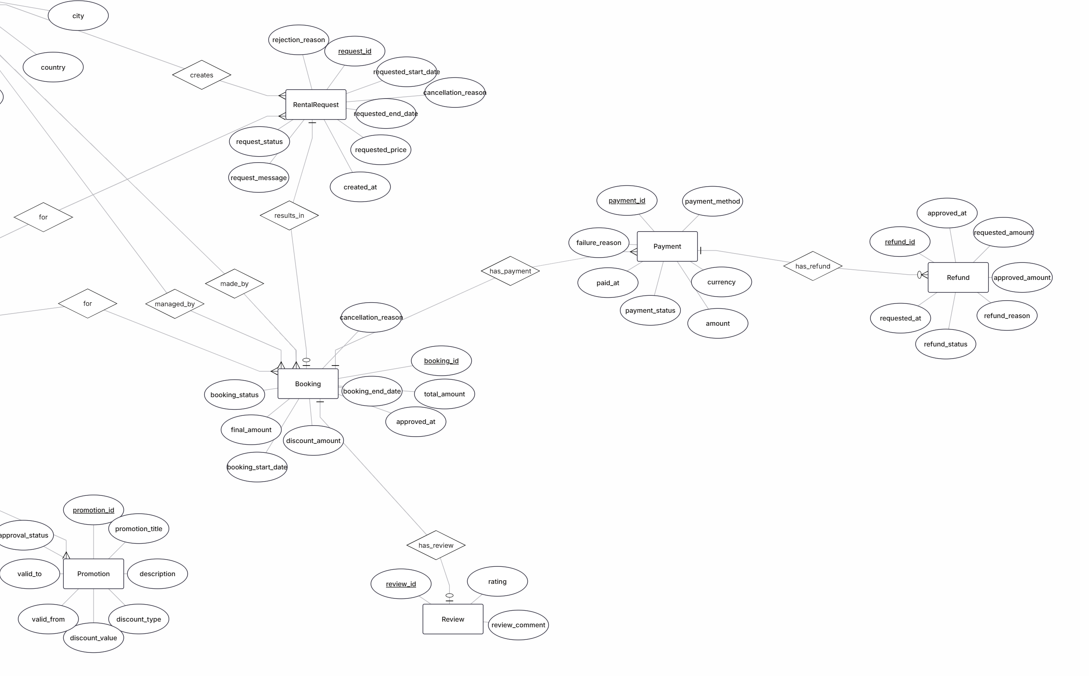 city
country
creates
rejection_reason
request_id
requested_start_date
cancellation_reason
RentalRequest
requested_end_date
request_status
requested_price
request_message
created_at
for
results_in
for
managed_by
made_by
has_payment
payment_id
payment_method
failure_reason
Payment
paid_at
currency
payment_status
amount
has_refund
approved_at
refund_id
requested_amount
Refund
approved_amount
requested_at
refund_reason
refund_status
cancellation_reason
booking_id
Booking
booking_status
booking_end_date
total_amount
approved_at
final_amount
discount_amount
booking_start_date
promotion_id
approval_status
promotion_title
valid_to
Promotion
description
valid_from
discount_type
discount_value
has_review
review_id
rating
Review
review_comment